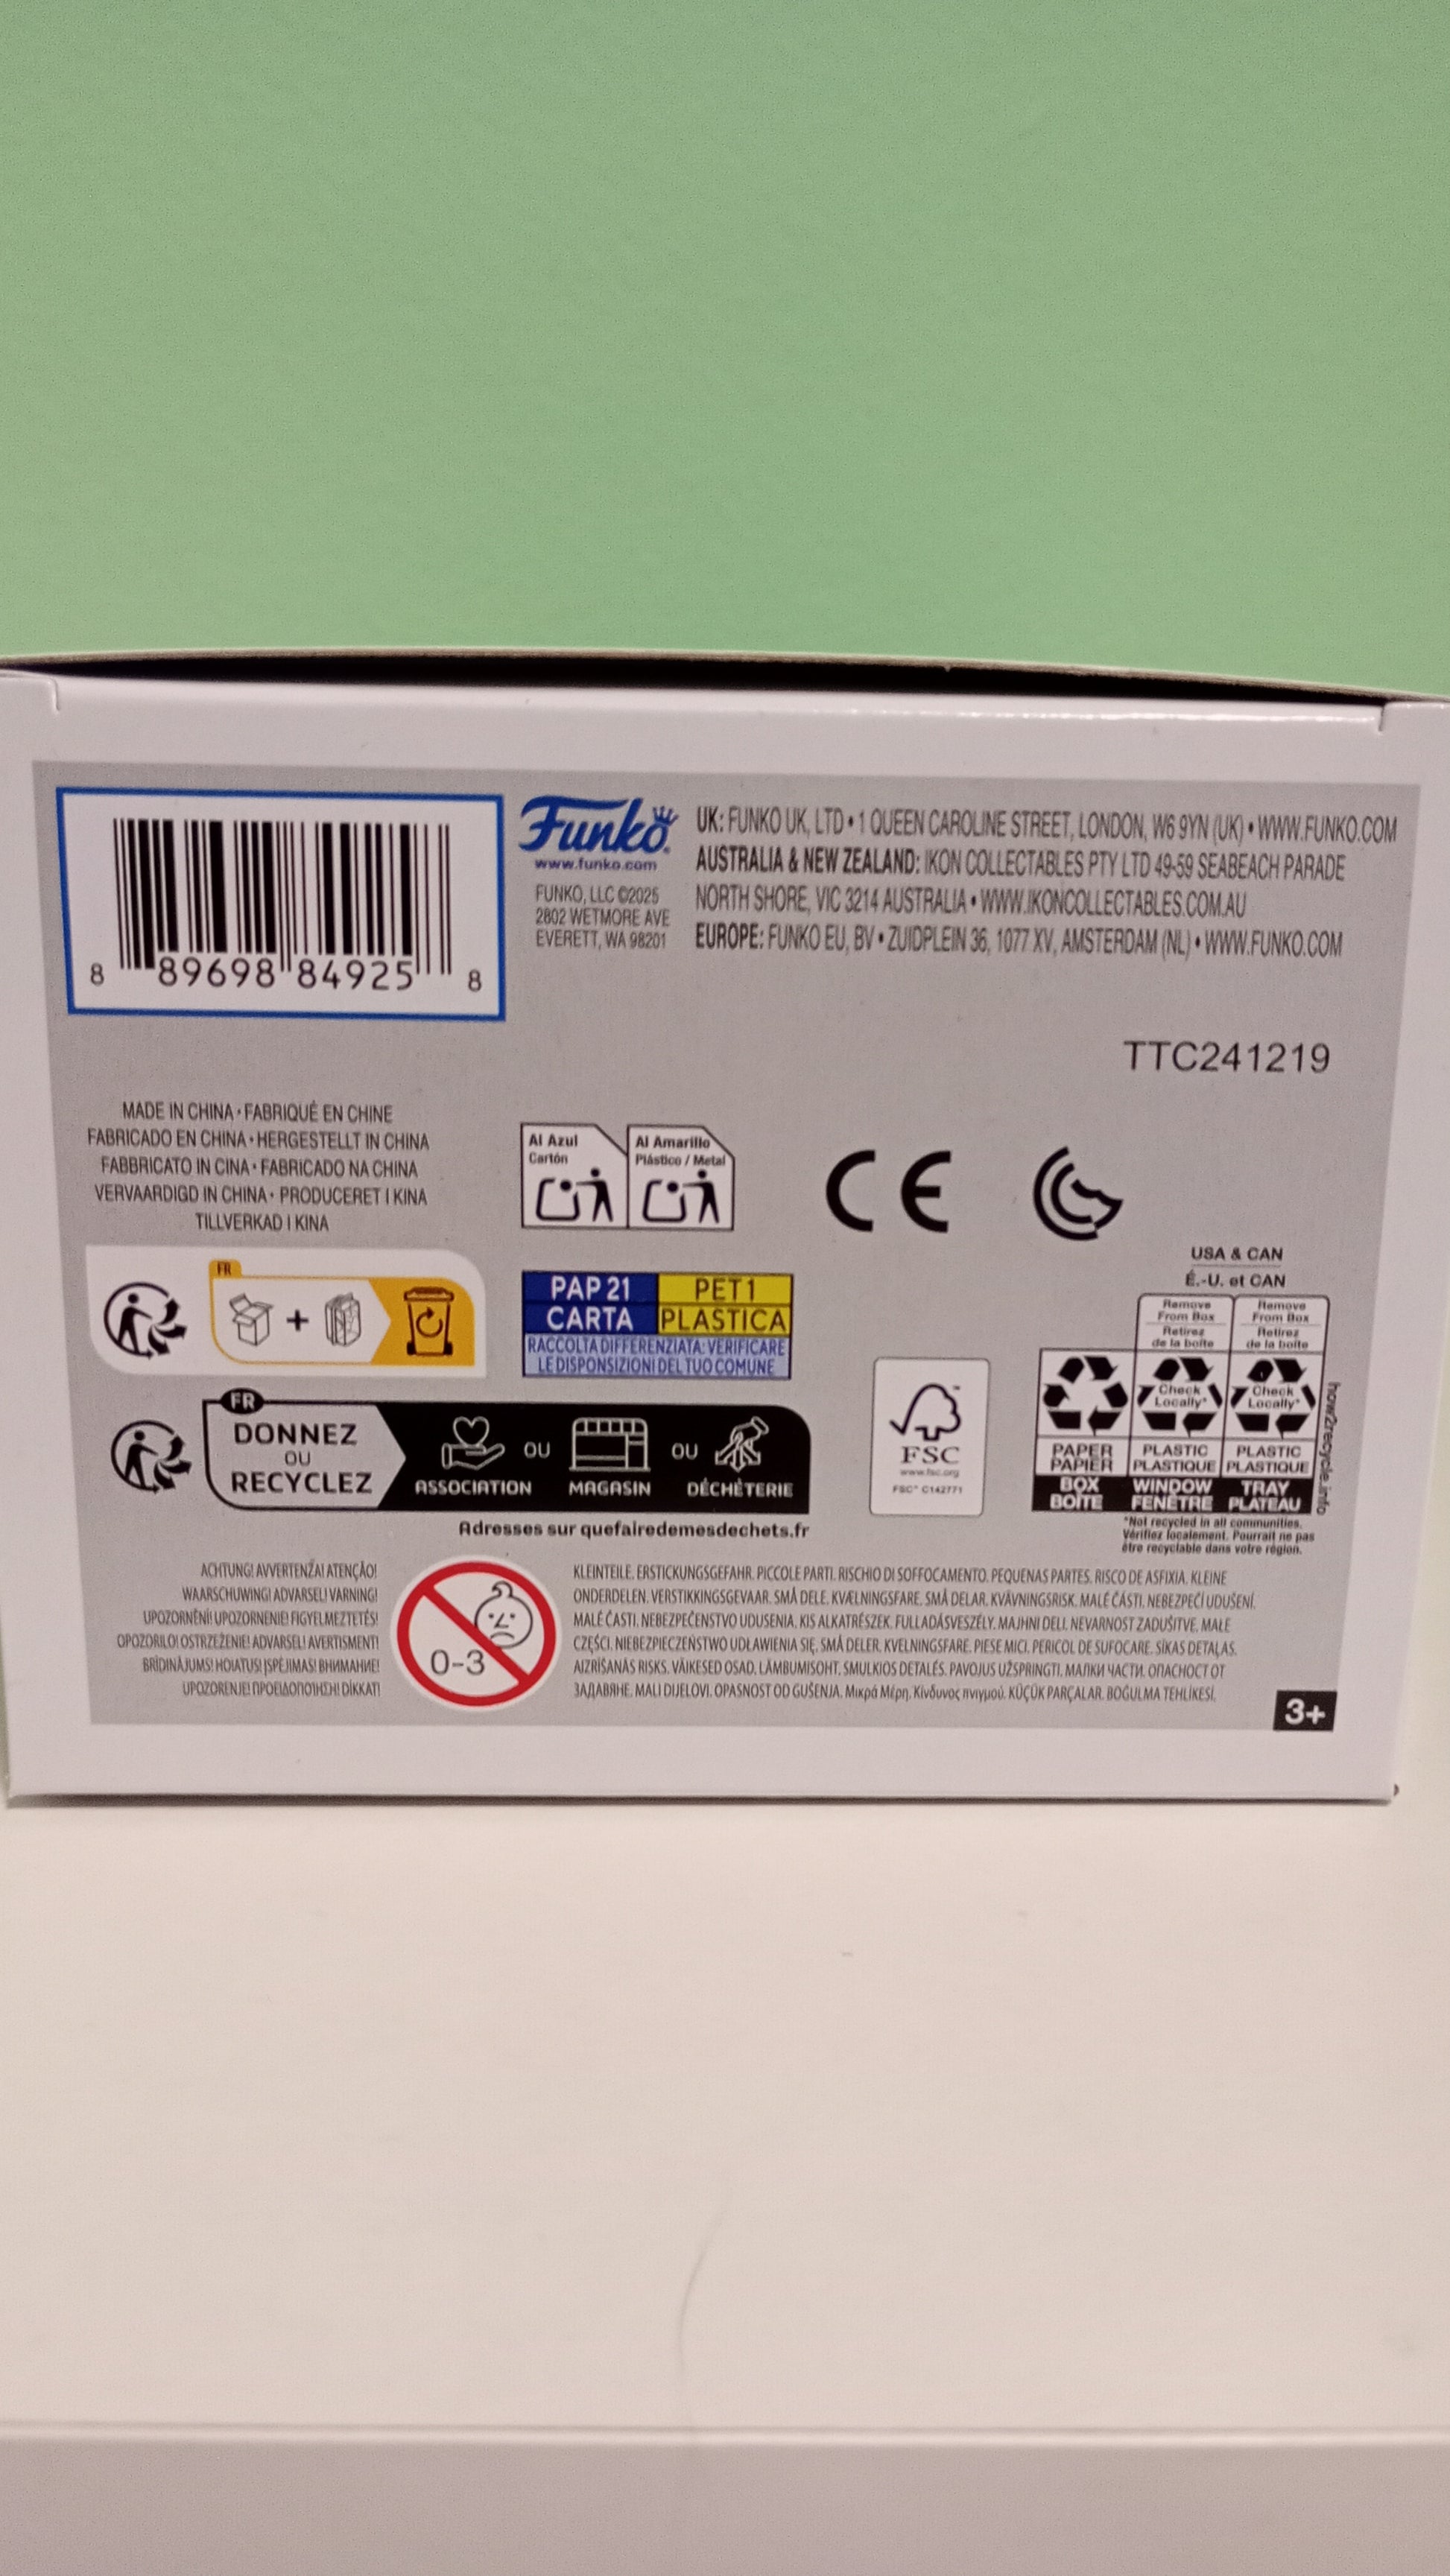 8 89698 84925 8
Funko
www.funko.com
FUNKO, LLC ©2025
2802 WETMORE AVE
EVERETT, WA 98201
UK: FUNKO UK, LTD • 1 QUEEN CAROLINE STREET, LONDON, W6 9YN (UK) • WWW.FUNKO.COM
AUSTRALIA & NEW ZEALAND: IKON COLLECTABLES PTY LTD 49-59 SEABEACH PARADE
NORTH SHORE, VIC 3214 AUSTRALIA • WWW.IKONCOLLECTABLES.COM.AU
EUROPE: FUNKO EU, BV • ZUIDPLEIN 36, 1077 XV, AMSTERDAM (NL) • WWW.FUNKO.COM
TTC241219
MADE IN CHINA • FABRIQUÉ EN CHINE
FABRICADO EN CHINA • HERGESTELLT IN CHINA
FABBRICATO IN CINA • FABRICADO NA CHINA
VERVAARDIGD IN CHINA • PRODUCERET I KINA
TILLVERKAD I KINA
Al Azul
Cartón
Al Amarillo
Plástico / Metal
CE
FR
PAP 21
CARTA
PET 1
PLASTICA
RACCOLTA DIFFERENZIATA: VERIFICARE
LE DISPONSIZIONI DEL TUO COMUNE
FR
DONNEZ
OU
RECYCLEZ
ASSOCIATION
OU
MAGASIN
OU
DÉCHÈTERIE
Adresses sur quefairedemesdechets.fr
FSC
www.fsc.org
FSC® C142771
USA & CAN
É.-U. et CAN
Remove
From Box
Retirez
de la boîte
Remove
From Box
Retirez
de la boîte
Check
Locally*
Check
Locally*
PAPER
PAPIER
PLASTIC
PLASTIQUE
PLASTIC
PLASTIQUE
BOX
BOÎTE
WINDOW
FENÊTRE
TRAY
PLATEAU
how2recycle.info
*Not recycled in all communities.
Vérifiez localement. Pourrait ne pas
être recyclable dans votre région.
ACHTUNG! AVVERTENZA! ATENÇÃO!
WAARSCHUWING! ADVARSEL! VARNING!
UPOZORNĚNÍ! UPOZORNENIE! FIGYELMEZTETÉS!
OPOZORILO! OSTRZEŻENIE! ADVARSEL! AVERTISMENT!
BRĪDINĀJUMS! HOIATUS! ĮSPĖJIMAS! ВНИМАНИЕ!
UPOZORENJE! ΠΡΟΕΙΔΟΠΟΊΗΣΗ! DİKKAT!
0-3
KLEINTEILE. ERSTICKUNGSGEFAHR. PICCOLE PARTI. RISCHIO DI SOFFOCAMENTO. PEQUENAS PARTES. RISCO DE ASFIXIA. KLEINE
ONDERDELEN. VERSTIKKINGSGEVAAR. SMÅ DELE. KVÆLNINGSFARE. SMÅ DELAR. KVÄVNINGSRISK. MALÉ ČÁSTI. NEBEZPEČÍ UDUŠENÍ.
MALÉ ČASTI. NEBEZPEČENSTVO UDUSENIA. KIS ALKATRÉSZEK. FULLADÁSVESZÉLY. MAJHNI DELI. NEVARNOST ZADUŠITVE. MAŁE
CZĘŚCI. NIEBEZPIECZEŃSTWO UDŁAWIENIA SIĘ. SMÅ DELER. KVELNINGSFARE. PIESE MICI. PERICOL DE SUFOCARE. SĪKAS DETAĻAS.
AIZRĪŠANĀS RISKS. VÄIKESED OSAD. LÄMBUMISOHT. SMULKIOS DETALĖS. PAVOJUS UŽSPRINGTI. МАЛКИ ЧАСТИ. ОПАСНОСТ ОТ
ЗАДАВЯНЕ. MALI DIJELOVI. OPASNOST OD GUŠENJA. Μικρά Μέρη. Κίνδυνος πνιγμού. KÜÇÜK PARÇALAR. BOĞULMA TEHLİKESİ.
3+